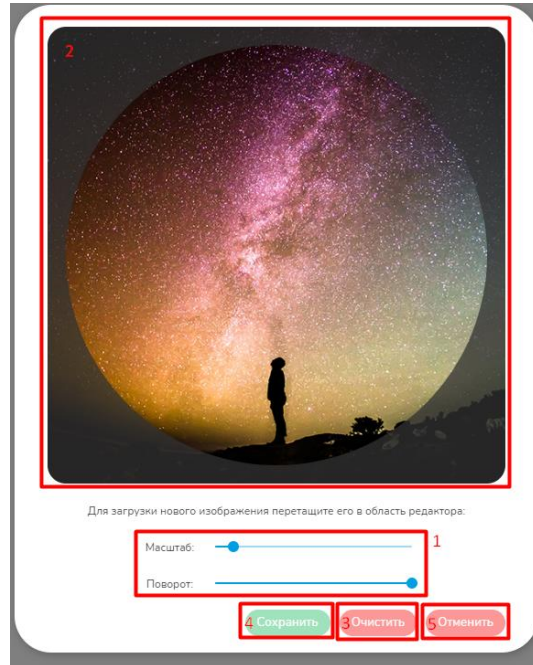 2
Для загрузки нового изображения перетащите его в область редактора:
Масштаб:
1
Поворот:
4 Сохранить 3 Очистить 5 Отменить